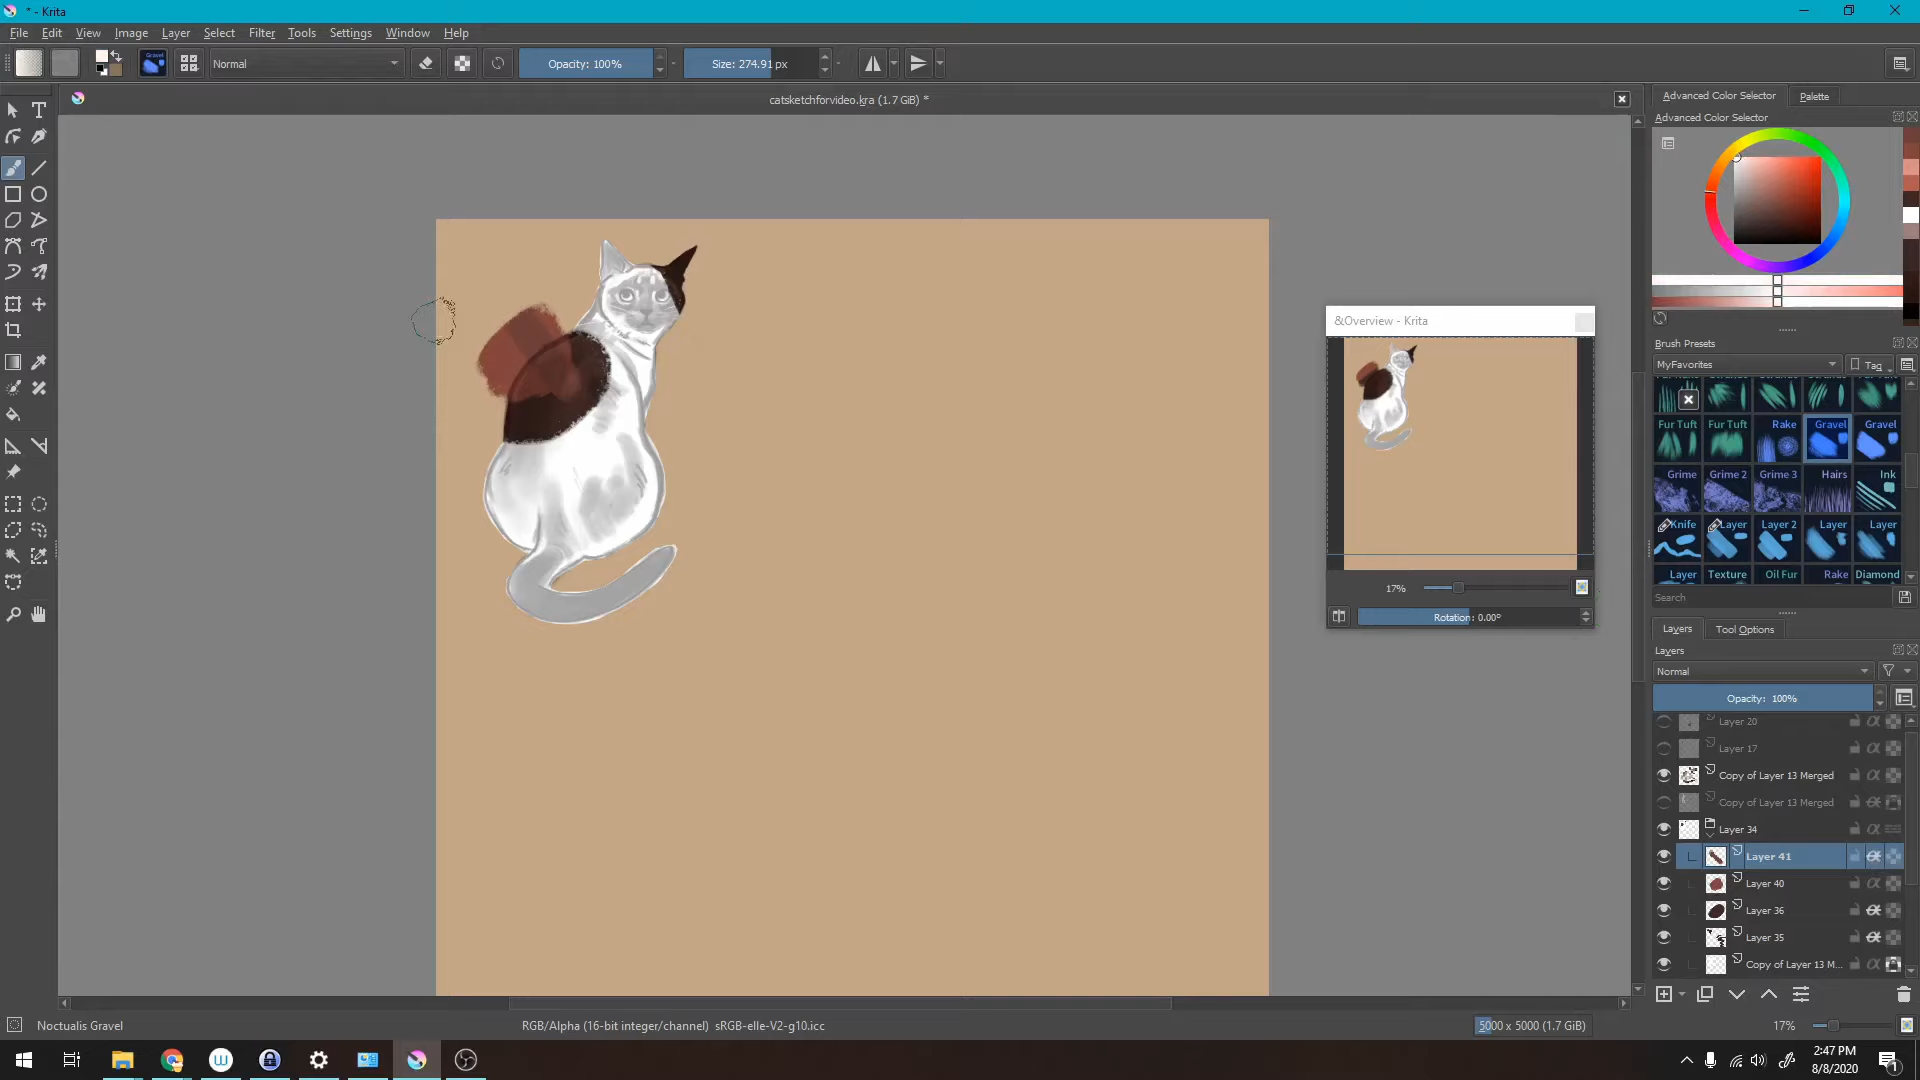 * - Krita
File Edit View Image Layer Select Filter Tools Settings Window Help
Gravel Normal Opacity: 100% Size: 274.91 px
catsketchforvideo.kra (1.7 GiB) *
Advanced Color Selector Palette
Advanced Color Selector
&Overview - Krita
17%
Rotation: 0.00°
Brush Presets
MyFavorites Tag
Fur Tuft Fur Tuft Rake Gravel Gravel
Grime Grime 2 Grime 3 Hairs Ink
Knife Layer Layer 2 Layer Layer
Layer Texture Oil Fur Rake Diamond
Search
Layers Tool Options
Layers
Normal
Opacity: 100%
Layer 20
Layer 17
Copy of Layer 13 Merged
Copy of Layer 13 Merged
Layer 34
Layer 41
Layer 40
Layer 36
Layer 35
Copy of Layer 13 M...
Noctualis Gravel RGB/Alpha (16-bit integer/channel) sRGB-elle-V2-g10.icc 5000 x 5000 (1.7 GiB) 17%
2:47 PM
8/8/2020
1